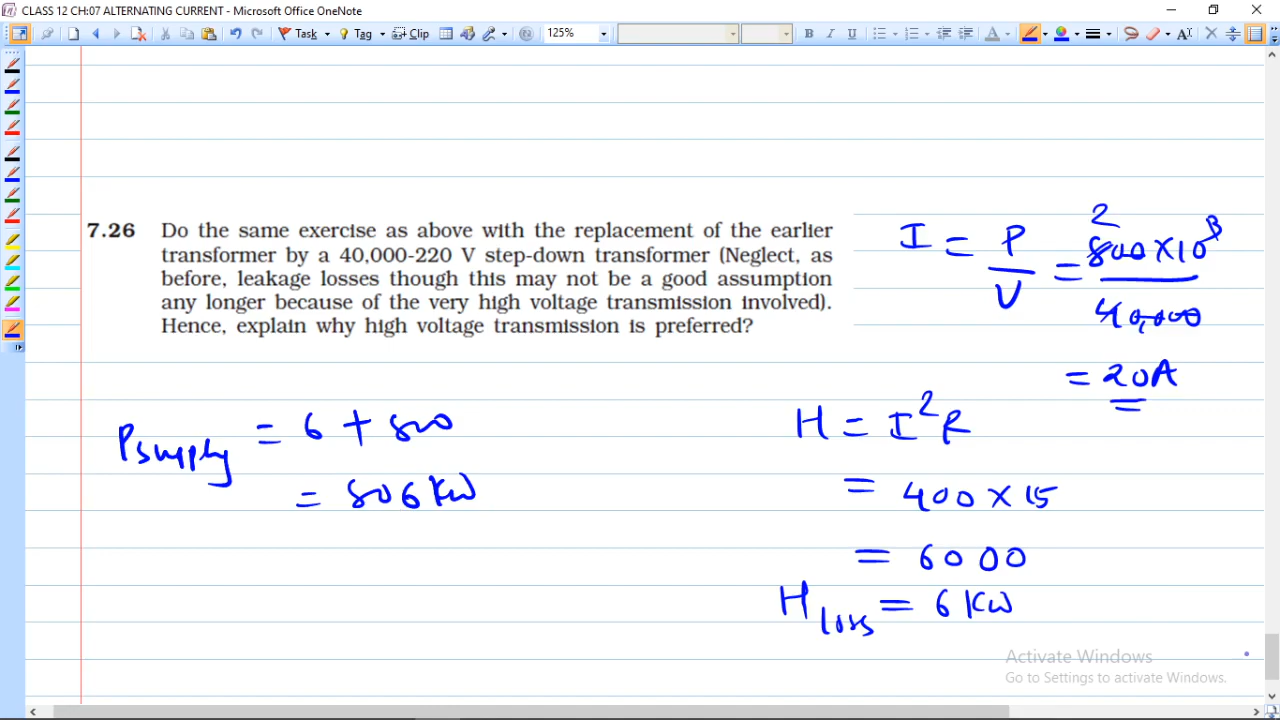 CLASS 12 CH:07 ALTERNATING CURRENT - Microsoft Office OneNote
Task Tag Clip 125% B I U
7.26 Do the same exercise as above with the replacement of the earlier
transformer by a 40,000-220 V step-down transformer (Neglect, as
before, leakage losses though this may not be a good assumption
any longer because of the very high voltage transmission involved).
Hence, explain why high voltage transmission is preferred?
I = P/V = 800×10³/40,000
2
= 20A
P supply = 6 + 800
= 806 KW
H = I²R
= 400 × 15
= 6000
H loss = 6 KW
Activate Windows
Go to Settings to activate Windows.